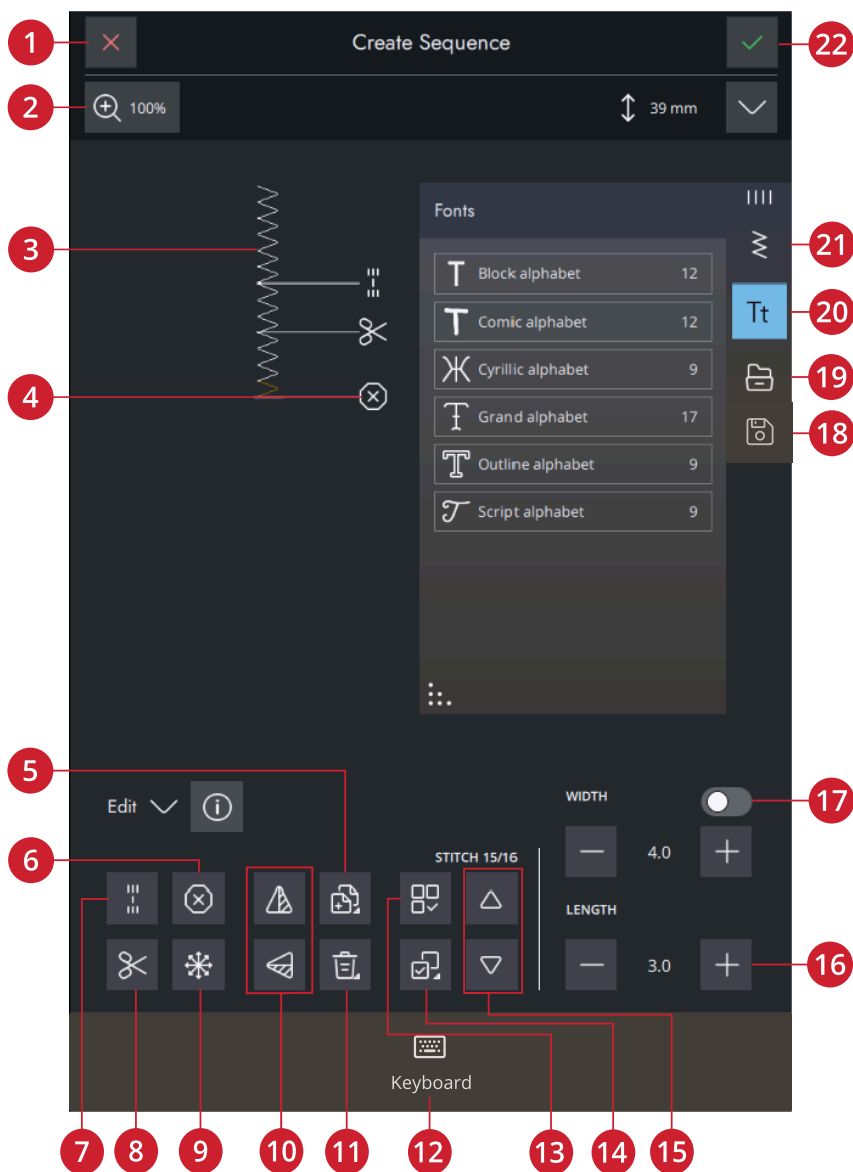 1
Create Sequence
22
2
100%
39 mm
Fonts
3
21
Block alphabet 12
Tt
20
Comic alphabet 12
Cyrillic alphabet 9
19
4
Grand alphabet 17
18
Outline alphabet 9
Script alphabet 9
5
Edit
WIDTH
17
6
STITCH 15/16
4.0
LENGTH
3.0
16
Keyboard
7
8
9
10
11
12
13
14
15